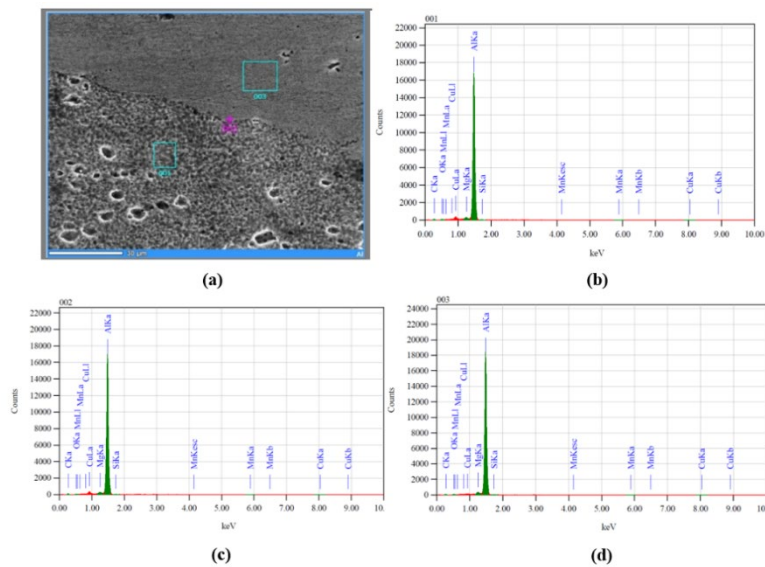 003
001
(a)
001
22000
20000
18000
16000
14000
12000
10000
8000
6000
4000
2000
0
Counts
CKa
OKa
MnLl
MnLa
CuLl
CuLa
MgKa
AlKa
SiKa
MnKesc
MnKa
MnKb
CuKa
CuKb
0.00 1.00 2.00 3.00 4.00 5.00 6.00 7.00 8.00 9.00 10.00
keV
(b)
002
22000
20000
18000
16000
14000
12000
10000
8000
6000
4000
2000
0
Counts
CKa
OKa
MnLl
MnLa
CuLl
CuLa
MgKa
AlKa
SiKa
MnKesc
MnKa
MnKb
CuKa
CuKb
0.00 1.00 2.00 3.00 4.00 5.00 6.00 7.00 8.00 9.00 10.0
keV
(c)
003
24000
22000
20000
18000
16000
14000
12000
10000
8000
6000
4000
2000
0
Counts
CKa
OKa
MnLl
MnLa
CuLl
CuLa
MgKa
AlKa
SiKa
MnKesc
MnKa
MnKb
CuKa
CuKb
0.00 1.00 2.00 3.00 4.00 5.00 6.00 7.00 8.00 9.00 10.0
keV
(d)